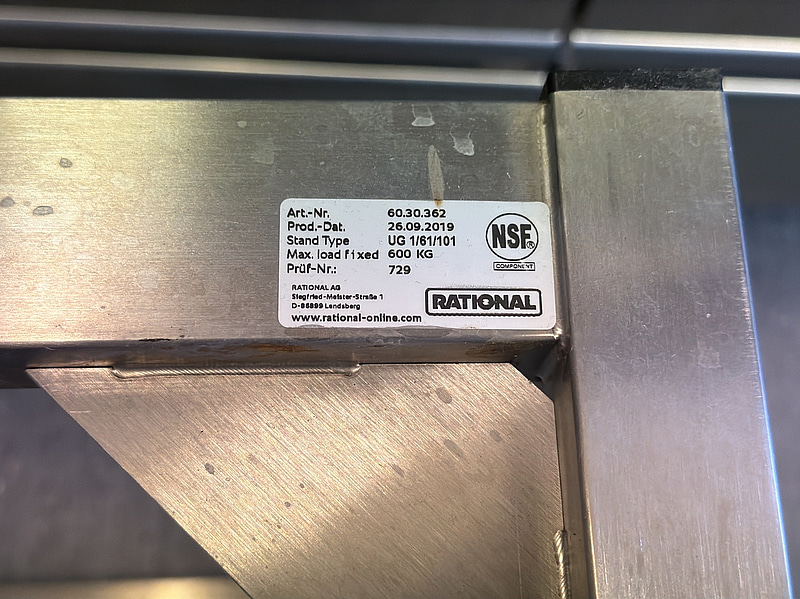 Art.-Nr. 60.30.362
Prod.-Dat. 26.09.2019
Stand Type UG 1/61/101
Max. load fixed 600 KG
Prüf-Nr.: 729
NSF®
COMPONENT
RATIONAL AG
Siegfried-Meister-Straße 1
D-86899 Landsberg
www.rational-online.com
RATIONAL